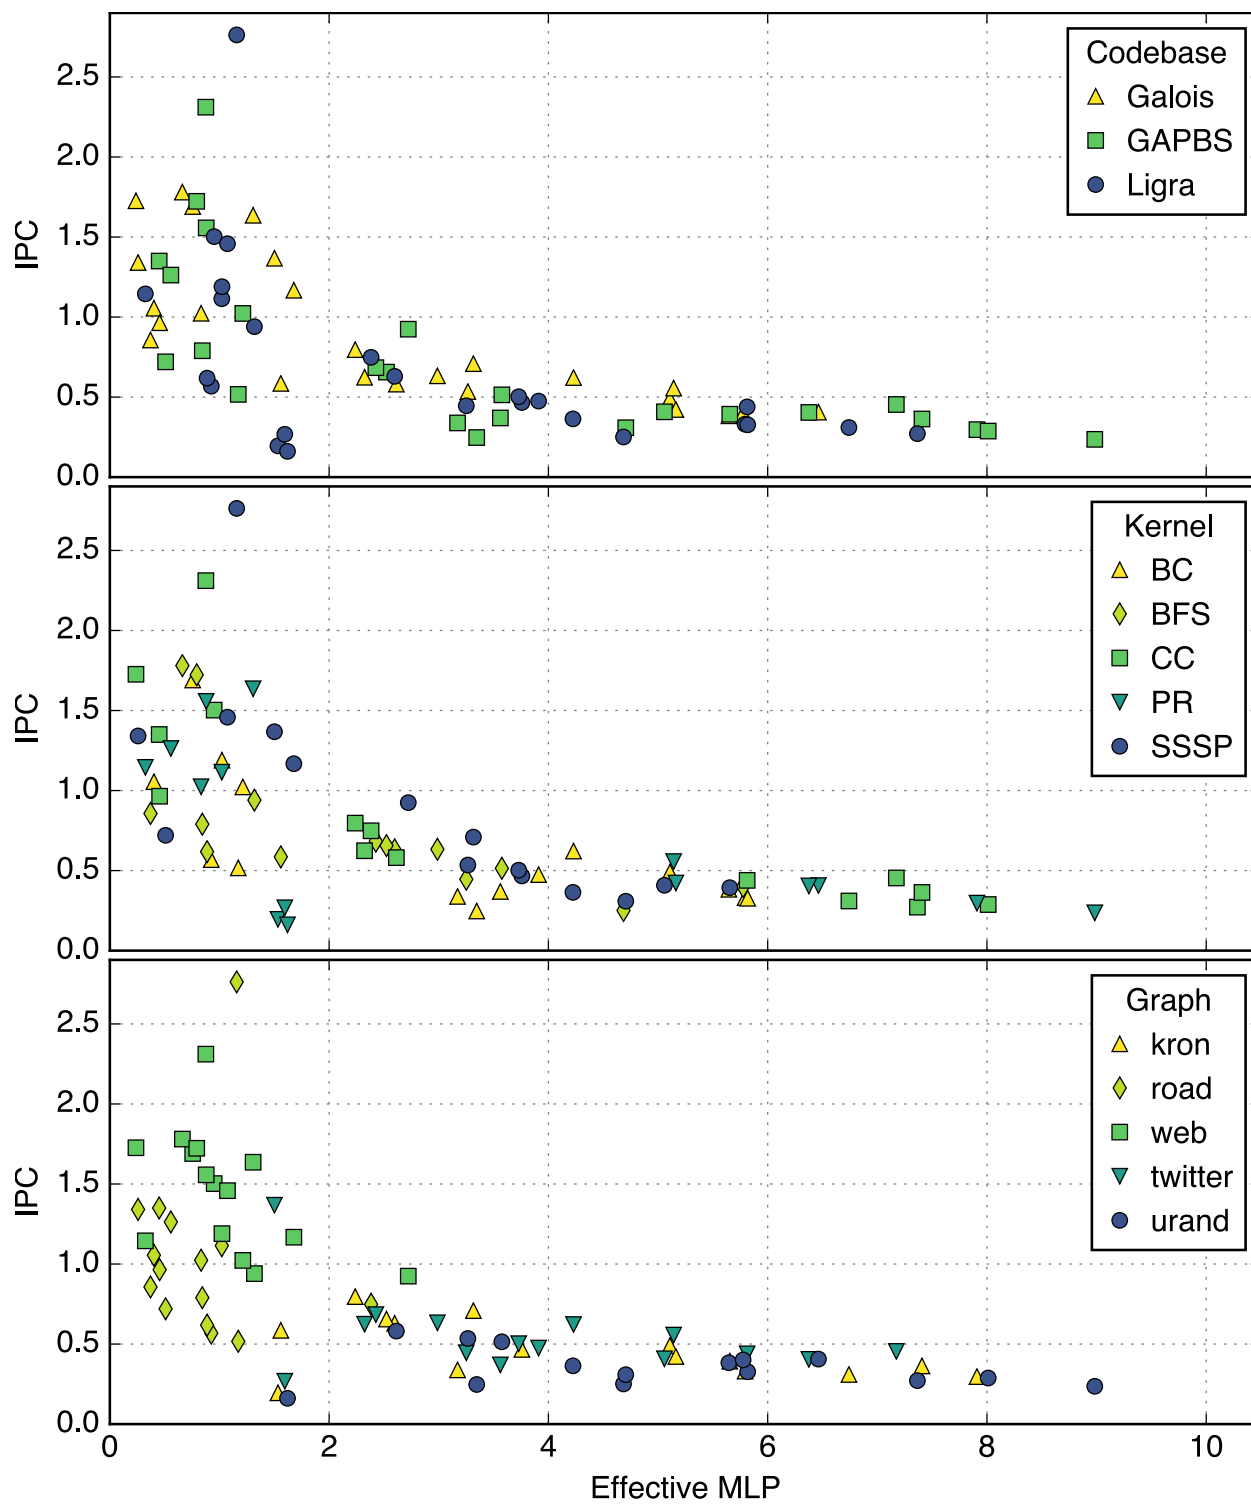 2.5
2.0
1.5
1.0
0.5
0.0
IPC
Codebase
Galois
GAPBS
Ligra
2.5
2.0
1.5
1.0
0.5
0.0
IPC
Kernel
BC
BFS
CC
PR
SSSP
2.5
2.0
1.5
1.0
0.5
0.0
IPC
Graph
kron
road
web
twitter
urand
0 2 4 6 8 10
Effective MLP